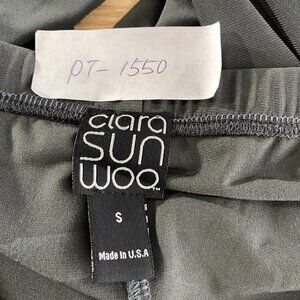 PT-1550
clara
SUN
woo
S
Made in U.S.A